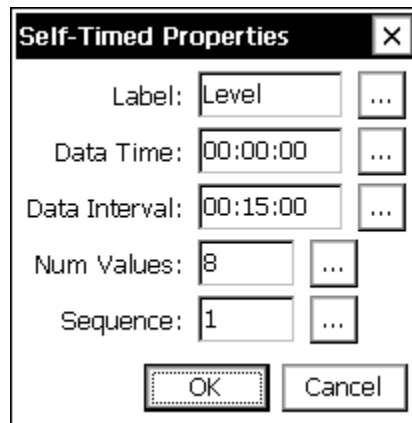 Self-Timed Properties
Label: Level ...
Data Time: 00:00:00 ...
Data Interval: 00:15:00 ...
Num Values: 8 ...
Sequence: 1 ...
OK Cancel